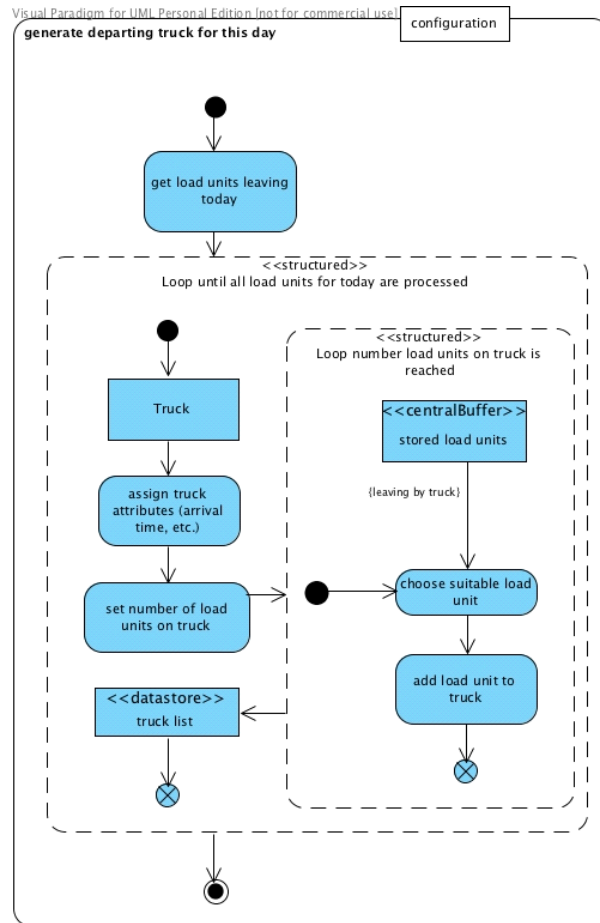 Visual Paradigm for UML Personal Edition [not for commercial use]
generate departing truck for this day
configuration
get load units leaving
today
<<structured>>
Loop until all load units for today are processed
Truck
assign truck
attributes (arrival
time, etc.)
set number of load
units on truck
<<datastore>>
truck list
<<structured>>
Loop number load units on truck is
reached
<<centralBuffer>>
stored load units
{leaving by truck}
choose suitable load
unit
add load unit to
truck